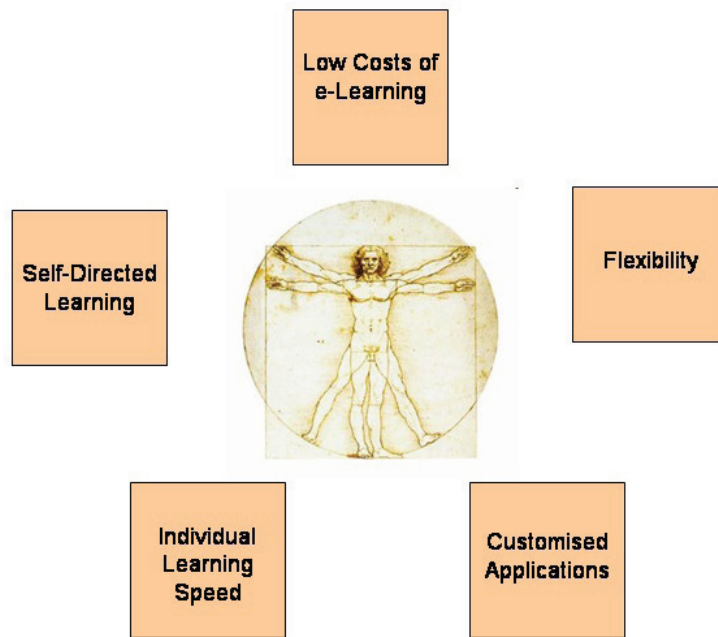 Low Costs of
e-Learning
Flexibility
Self-Directed
Learning
Individual
Learning
Speed
Customised
Applications